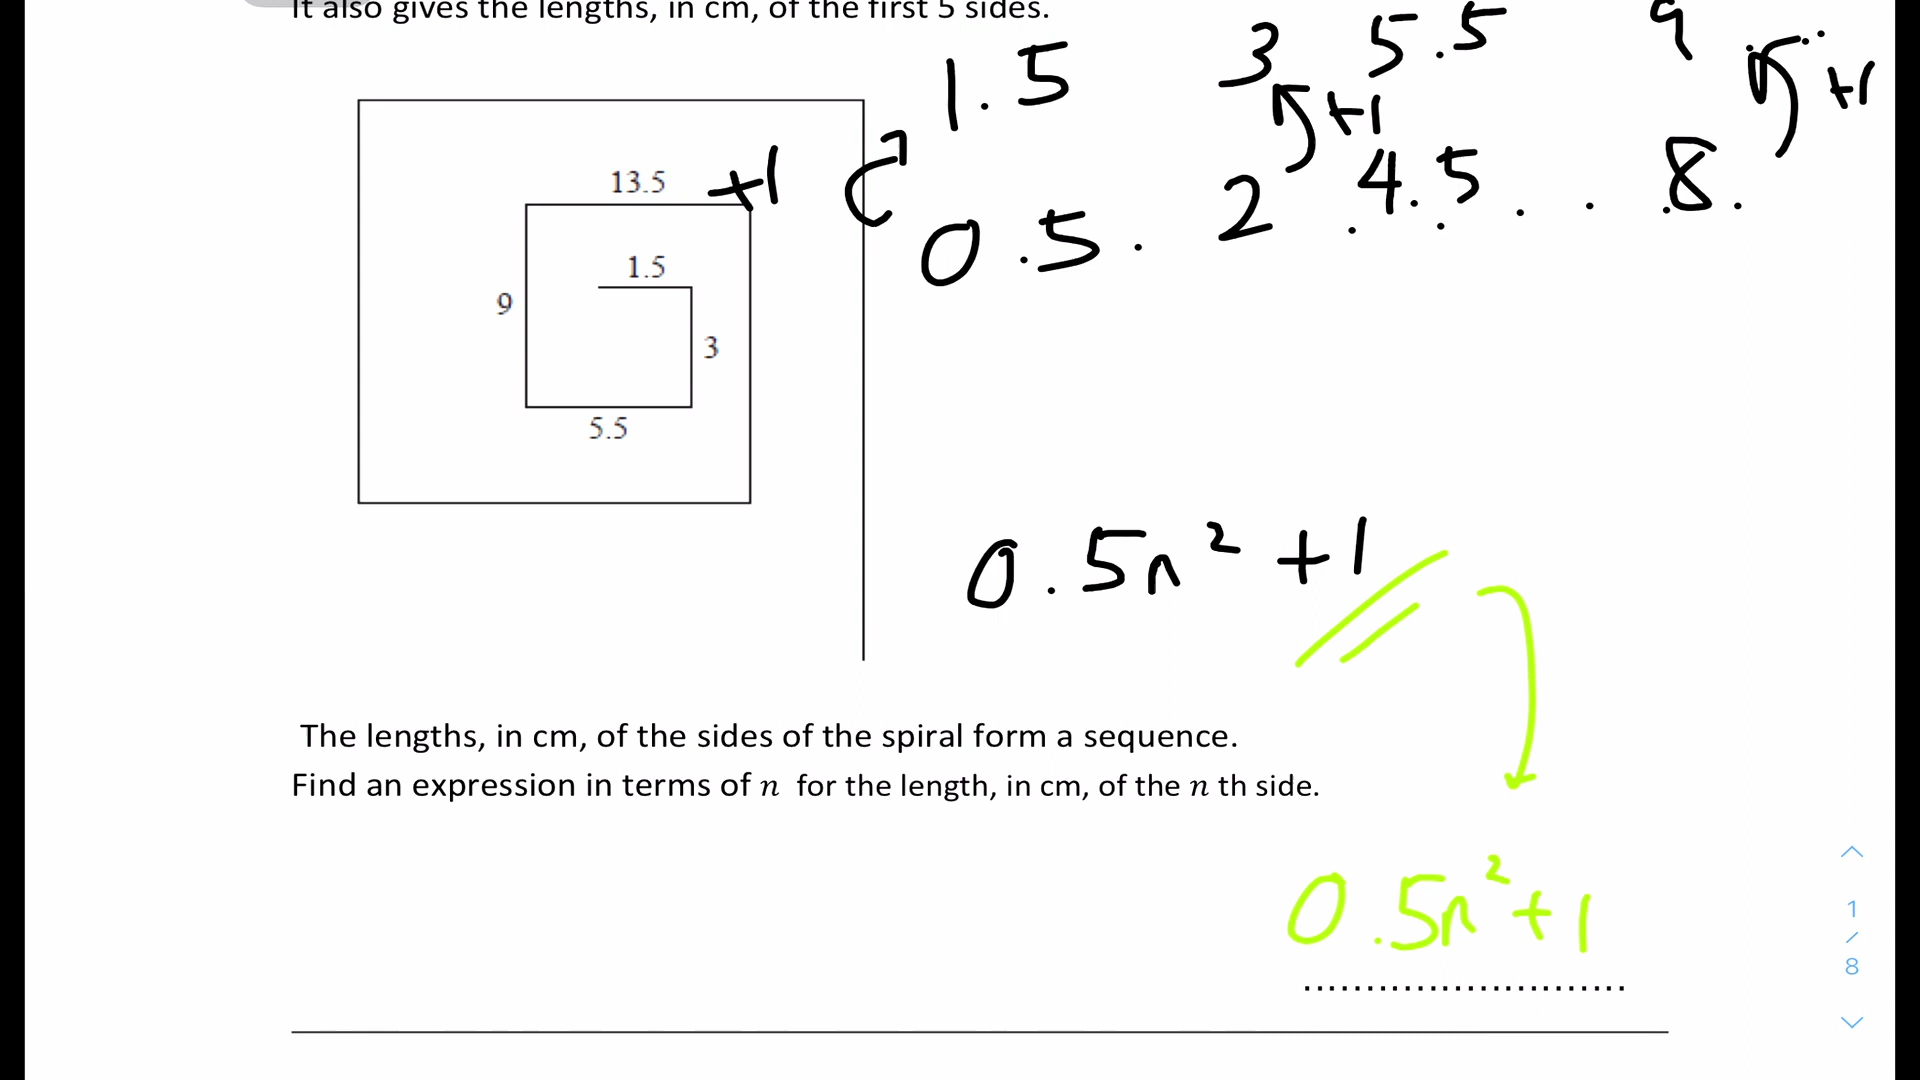 It also gives the lengths, in cm, of the first 5 sides.
1.5 3 5.5 9
+1 +1
13.5 +1
0.5 . 2 4.5 . . 8 .
1.5
9
3
5.5
0.5n² + 1
The lengths, in cm, of the sides of the spiral form a sequence.
Find an expression in terms of n for the length, in cm, of the n th side.
0.5n² + 1
..........................
1
/
8